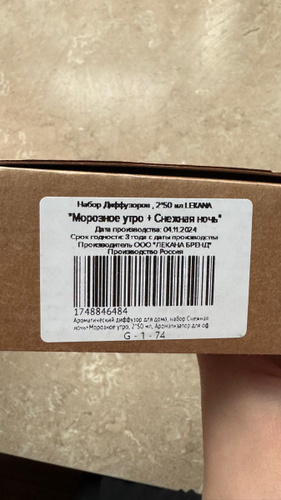 Набор Диффузоров , 2*50 мл LEKANA
"Морозное утро + Снежная ночь"
Дата производства: 04.11.2024
Срок годности: 3 года с даты производства
Производитель ООО "ЛЕКАНА БРЕНД"
Производство Россия
1748846484
Ароматический диффузор для дома, набор Снежная
ночь+Морозное утро, 2*50 мл, Ароматизатор для оф
G - 1 - 74